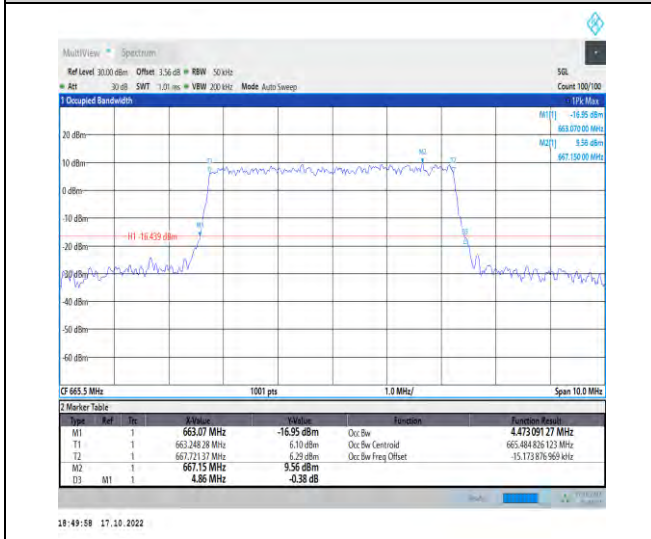 MultiView Spectrum
Ref Level 30.00 dBm Offset 3.56 dB RBW 50 kHz SGL
Att 30 dB SWT 1.01 ms VBW 200 kHz Mode Auto Sweep Count 100/100
1 Occupied Bandwidth 1Pk Max
M1[1] -16.95 dBm
663.070 00 MHz
M2[1] 9.56 dBm
667.150 00 MHz
20 dBm
M2
T1 T2
10 dBm
0 dBm
-10 dBm
M1
H1 -16.439 dBm
D3
-20 dBm
-30 dBm
-40 dBm
-50 dBm
-60 dBm
CF 665.5 MHz 1001 pts 1.0 MHz/ Span 10.0 MHz
2 Marker Table
Type Ref Trc X-Value Y-Value Function Function Result
M1 1 663.07 MHz -16.95 dBm Occ Bw 4.473 091 27 MHz
T1 1 663.248 28 MHz 6.10 dBm Occ Bw Centroid 665.484 826 123 MHz
T2 1 667.721 37 MHz 6.29 dBm Occ Bw Freq Offset -15.173 876 969 kHz
M2 1 667.15 MHz 9.56 dBm
D3 M1 1 4.86 MHz -0.38 dB
18:49:58 17.10.2022